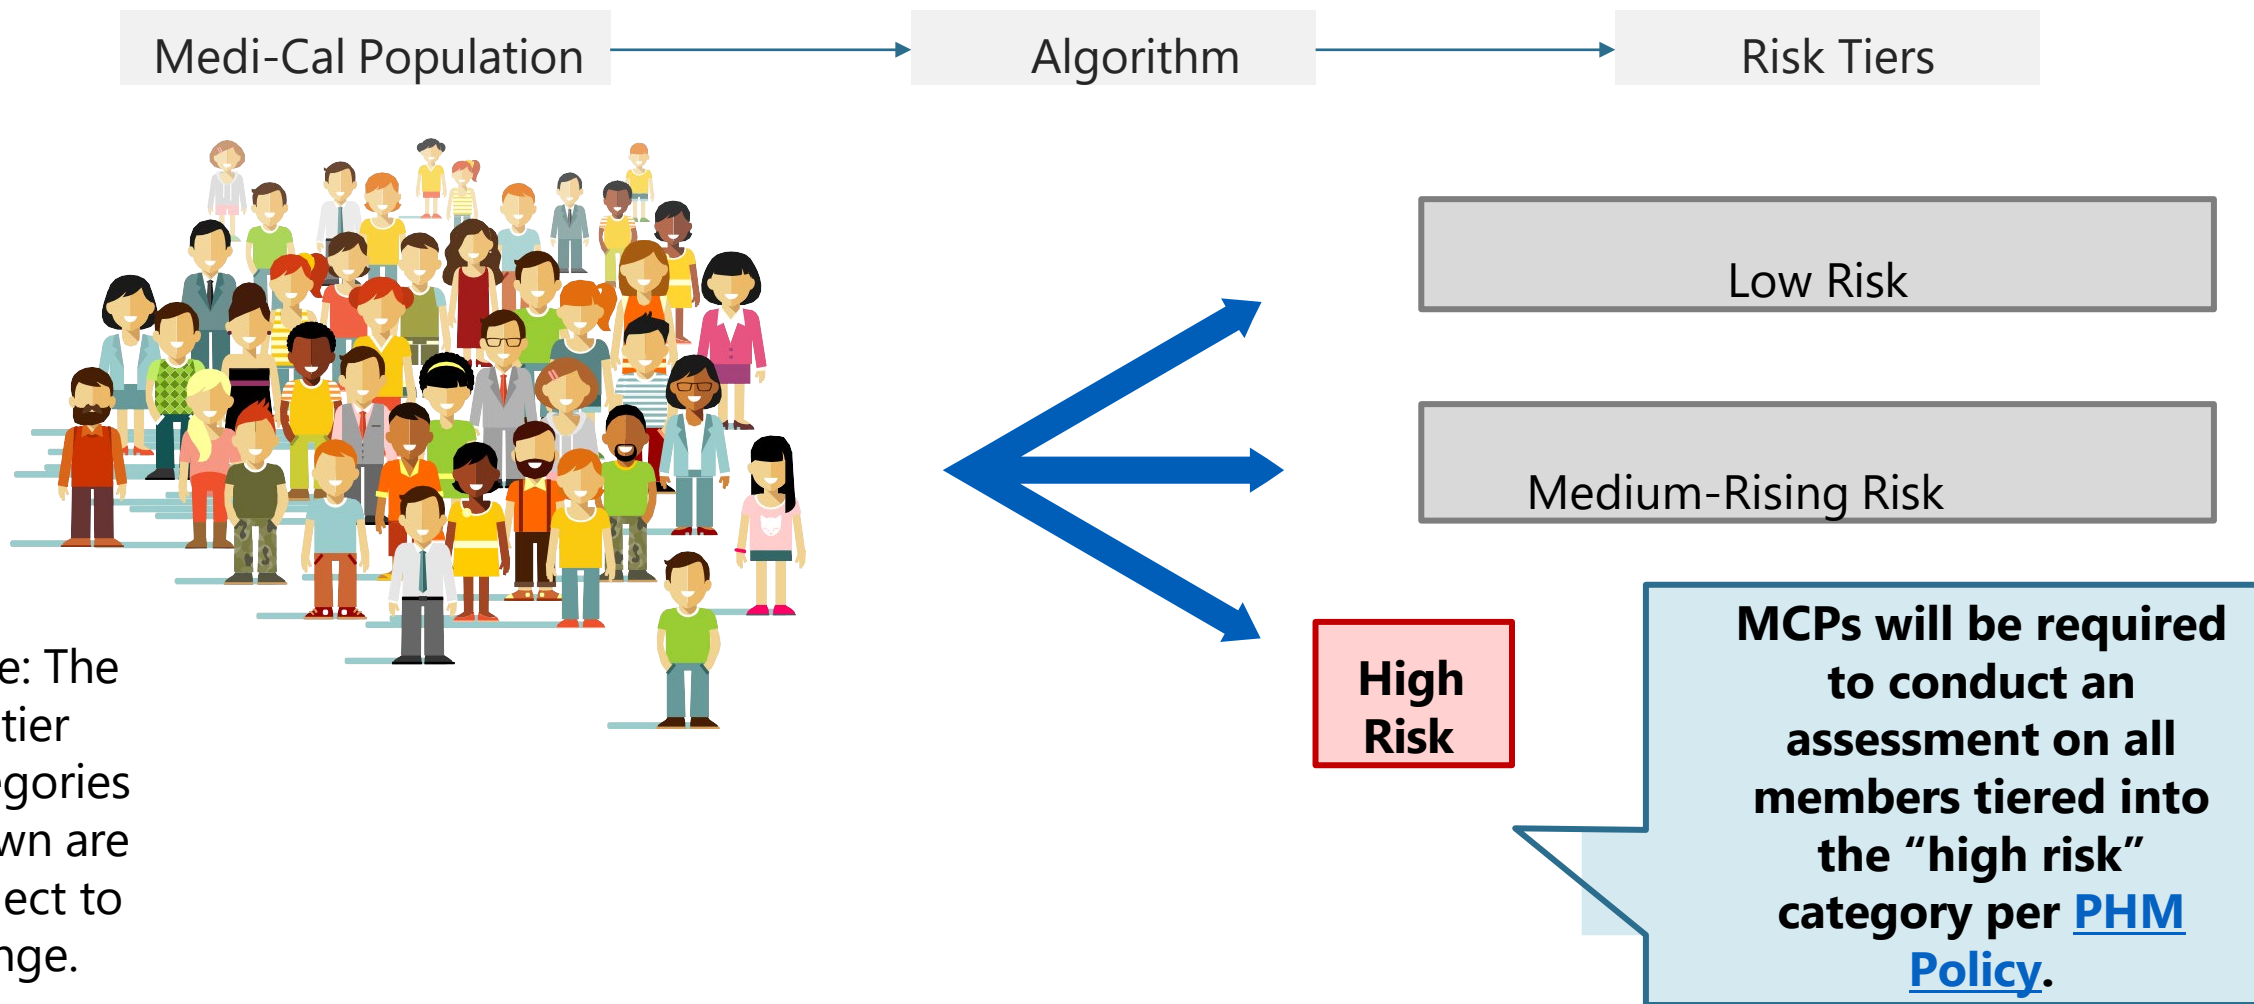 Medi-Cal Population
Algorithm
Risk Tiers
Low Risk
Medium-Rising Risk
High
Risk
MCPs will be required
to conduct an
assessment on all
members tiered into
the “high risk”
category per PHM
Policy.
e: The
tier
egories
wn are
ect to
nge.